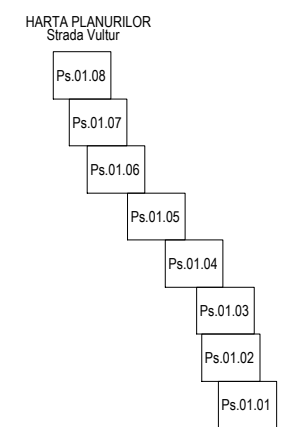 HARTA PLANURILOR
Strada Vultur
Ps.01.08
Ps.01.07
Ps.01.06
Ps.01.05
Ps.01.04
Ps.01.03
Ps.01.02
Ps.01.01